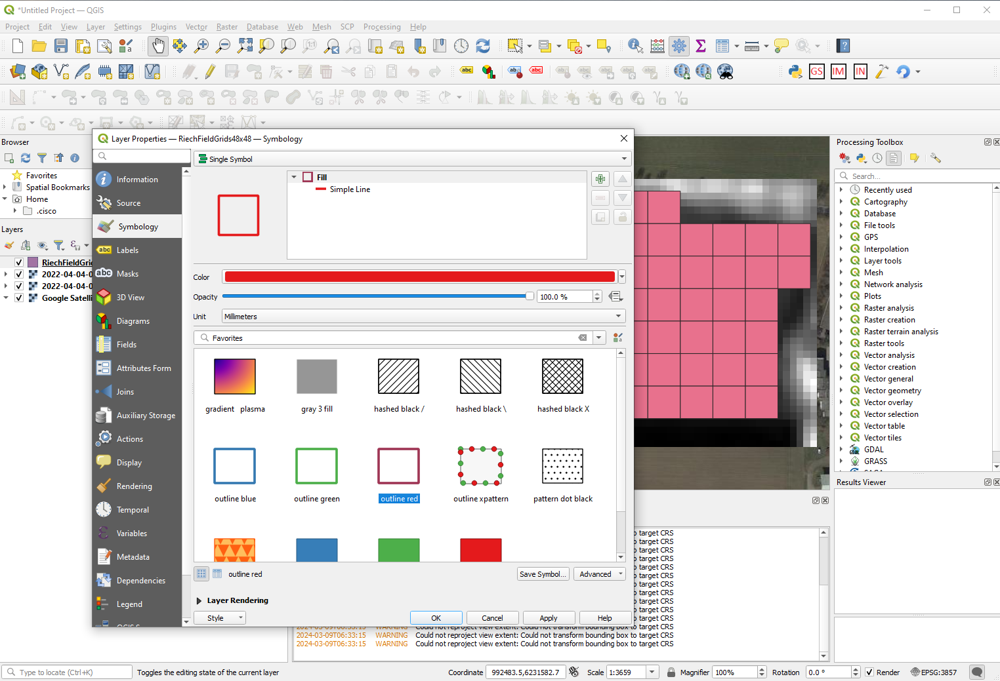 *Untitled Project — QGIS
Project Edit View Layer Settings Plugins Vector Raster Database Web Mesh SCP Processing Help
GS IM IN
Browser
Favorites
Spatial Bookmarks
Home
.cisco
Layers
RiechFieldGri
2022-04-04-0
2022-04-04-0
Google Satelli
Layer Properties — RiechFieldGrids48x48 — Symbology
Information
Source
Symbology
Labels
Masks
3D View
Diagrams
Fields
Attributes Form
Joins
Auxiliary Storage
Actions
Display
Rendering
Temporal
Variables
Metadata
Dependencies
Legend
Single Symbol
Fill
Simple Line
Color
Opacity 100.0 %
Unit Millimeters
Favorites
gradient plasma gray 3 fill hashed black / hashed black \ hashed black X
outline blue outline green outline red outline xpattern pattern dot black
outline red Save Symbol... Advanced
Layer Rendering
Style OK Cancel Apply Help
Processing Toolbox
Search...
Recently used
Cartography
Database
File tools
GPS
Interpolation
Layer tools
Mesh
Network analysis
Plots
Raster analysis
Raster creation
Raster terrain analysis
Raster tools
Vector analysis
Vector creation
Vector general
Vector geometry
Vector overlay
Vector selection
Vector table
Vector tiles
GDAL
GRASS
Results Viewer
to target CRS
to target CRS
to target CRS
to target CRS
to target CRS
to target CRS
to target CRS
to target CRS
to target CRS
to target CRS
to target CRS
2024-03-09T06:33:15 WARNING Could not reproject view extent: Could not transform bounding box to target CRS
2024-03-09T06:33:15 WARNING Could not reproject view extent: Could not transform bounding box to target CRS
2024-03-09T06:33:15 WARNING Could not reproject view extent: Could not transform bounding box to target CRS
Type to locate (Ctrl+K) Toggles the editing state of the current layer Coordinate 992483.5,6231582.7 Scale 1:3659 Magnifier 100% Rotation 0.0 ° Render EPSG:3857